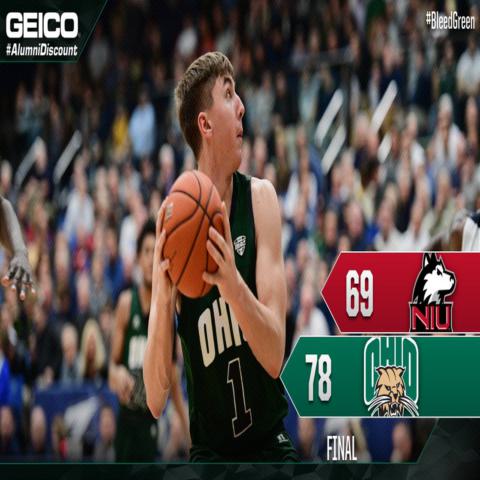 GEICO
#AlumniDiscount
#BleedGreen
OHIO
1
69
NIU
78
OHIO
FINAL